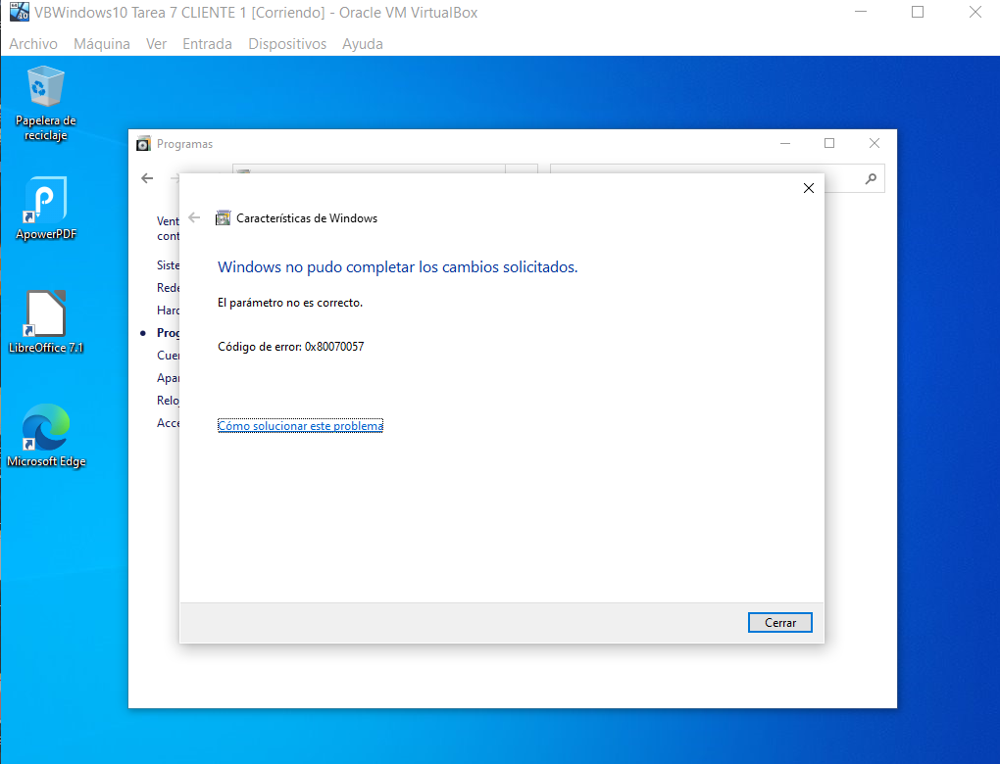 VBWindows10 Tarea 7 CLIENTE 1 [Corriendo] - Oracle VM VirtualBox
Archivo Máquina Ver Entrada Dispositivos Ayuda
Papelera de
reciclaje
ApowerPDF
LibreOffice 7.1
Microsoft Edge
Programas
Vent
cont
Siste
Rede
Hard
Prog
Cuen
Apar
Reloj
Acce
Características de Windows
Windows no pudo completar los cambios solicitados.
El parámetro no es correcto.
Código de error: 0x80070057
Cómo solucionar este problema
Cerrar